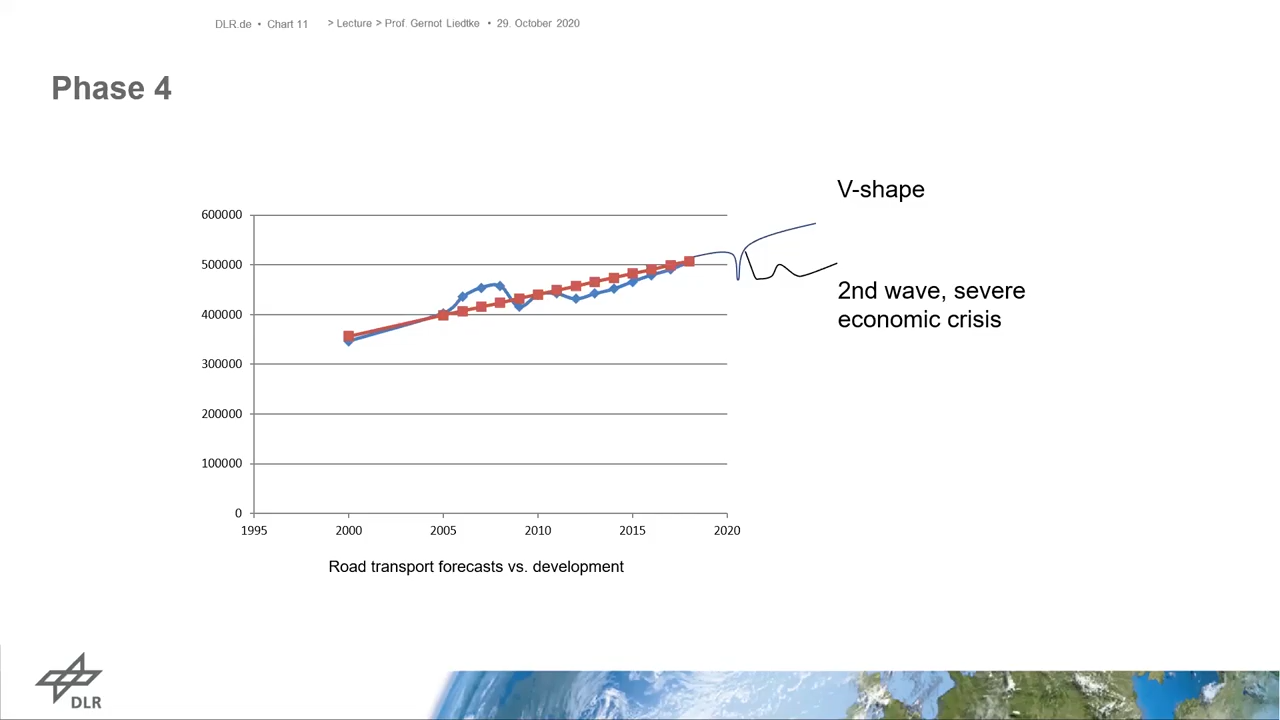 DLR.de • Chart 11 > Lecture > Prof. Gernot Liedtke • 29. October 2020
Phase 4
V-shape
2nd wave, severe
economic crisis
600000
500000
400000
300000
200000
100000
0
1995 2000 2005 2010 2015 2020
Road transport forecasts vs. development
DLR